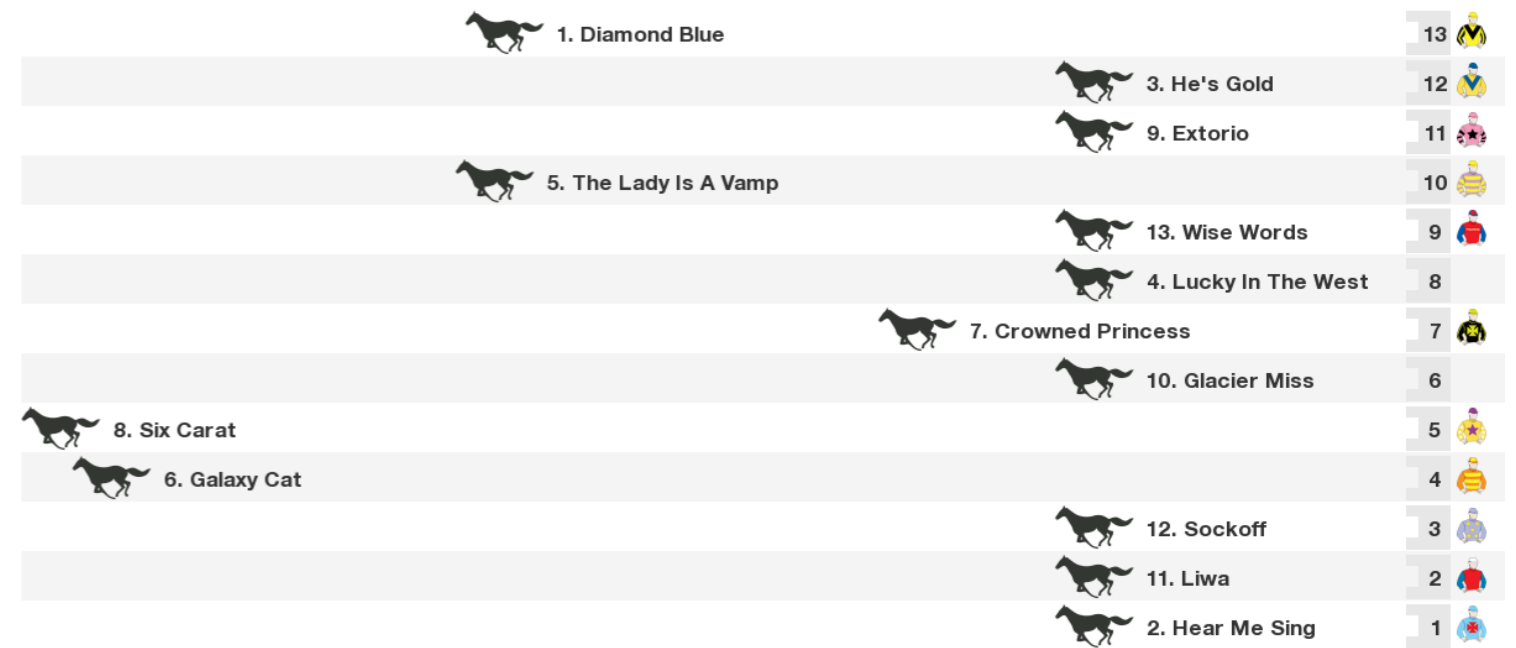 1. Diamond Blue 13
3. He's Gold 12
9. Extorio 11
5. The Lady Is A Vamp 10
13. Wise Words 9
4. Lucky In The West 8
7. Crowned Princess 7
10. Glacier Miss 6
8. Six Carat 5
6. Galaxy Cat 4
12. Sockoff 3
11. Liwa 2
2. Hear Me Sing 1